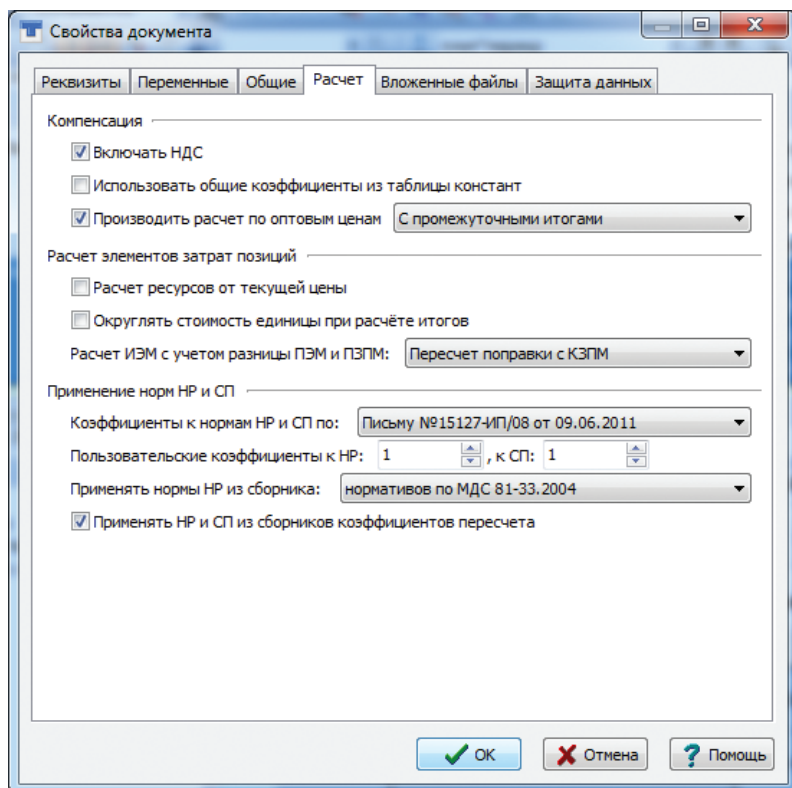 Свойства документа
Реквизиты Переменные Общие Расчет Вложенные файлы Защита данных
Компенсация
Включать НДС
Использовать общие коэффициенты из таблицы констант
Производить расчет по оптовым ценам С промежуточными итогами
Расчет элементов затрат позиций
Расчет ресурсов от текущей цены
Округлять стоимость единицы при расчёте итогов
Расчет ИЭМ с учетом разницы ПЭМ и ПЗПМ: Пересчет поправки с КЗПМ
Применение норм НР и СП
Коэффициенты к нормам НР и СП по: Письму №15127-ИП/08 от 09.06.2011
Пользовательские коэффициенты к НР: 1 , к СП: 1
Применять нормы НР из сборника: нормативов по МДС 81-33.2004
Применять НР и СП из сборников коэффициентов пересчета
OK Отмена ? Помощь